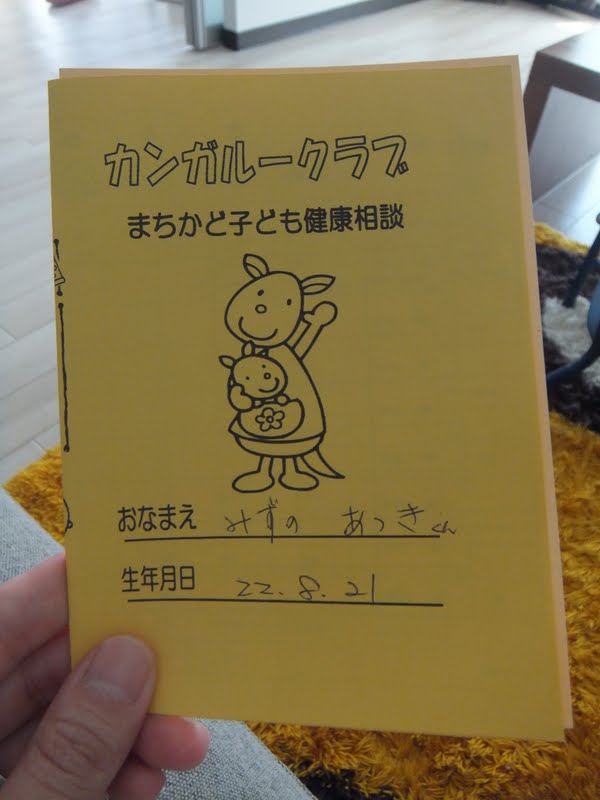 カンガルークラブ
まちかど子ども健康相談
おなまえ みずの あつきくん
生年月日 22.8.21